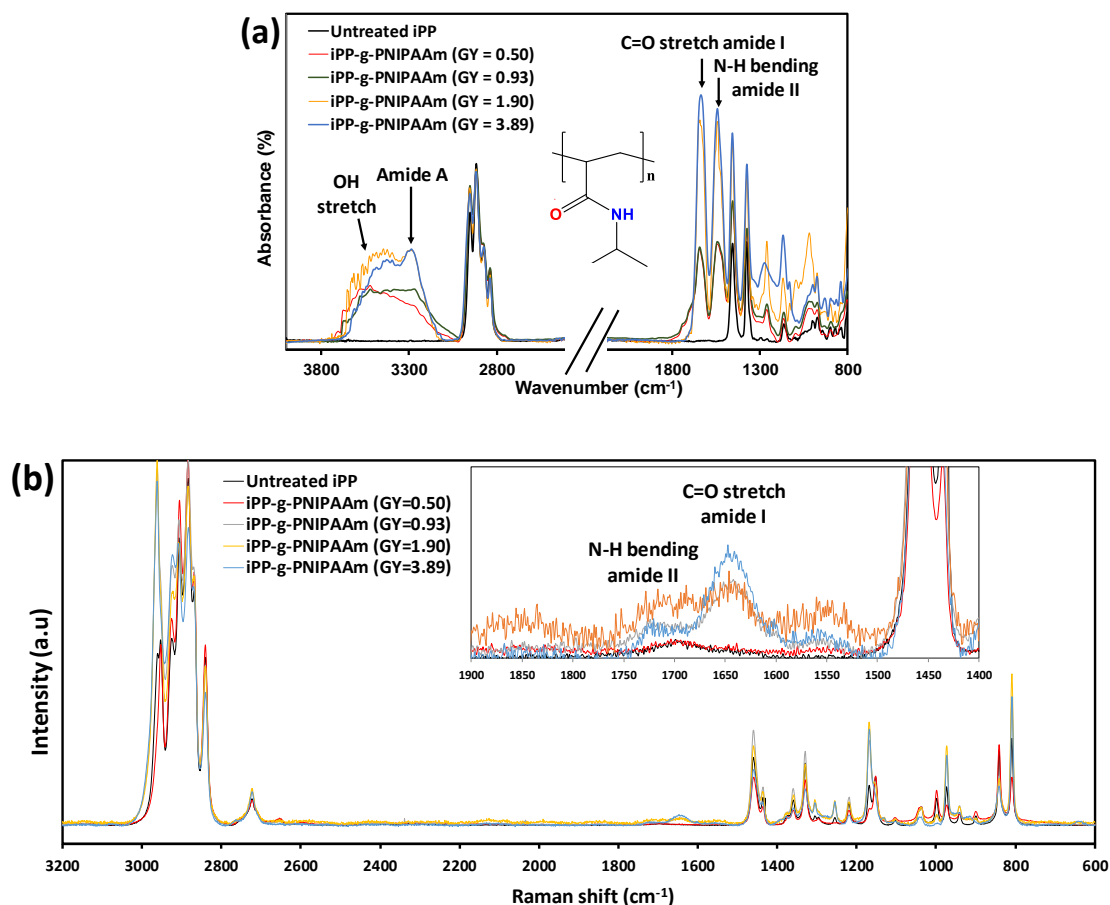 (a)
Untreated iPP
iPP-g-PNIPAAm (GY = 0.50)
iPP-g-PNIPAAm (GY = 0.93)
iPP-g-PNIPAAm (GY = 1.90)
iPP-g-PNIPAAm (GY = 3.89)
C=O stretch amide I
N-H bending
amide II
OH
stretch
Amide A
n
O
NH
Absorbance (%)
3800 3300 2800 1800 1300 800
Wavenumber (cm-1)
(b)
Untreated iPP
iPP-g-PNIPAAm (GY=0.50)
iPP-g-PNIPAAm (GY=0.93)
iPP-g-PNIPAAm (GY=1.90)
iPP-g-PNIPAAm (GY=3.89)
C=O stretch
amide I
N-H bending
amide II
1900 1850 1800 1750 1700 1650 1600 1550 1500 1450 1400
Intensity (a.u)
3200 3000 2800 2600 2400 2200 2000 1800 1600 1400 1200 1000 800 600
Raman shift (cm-1)